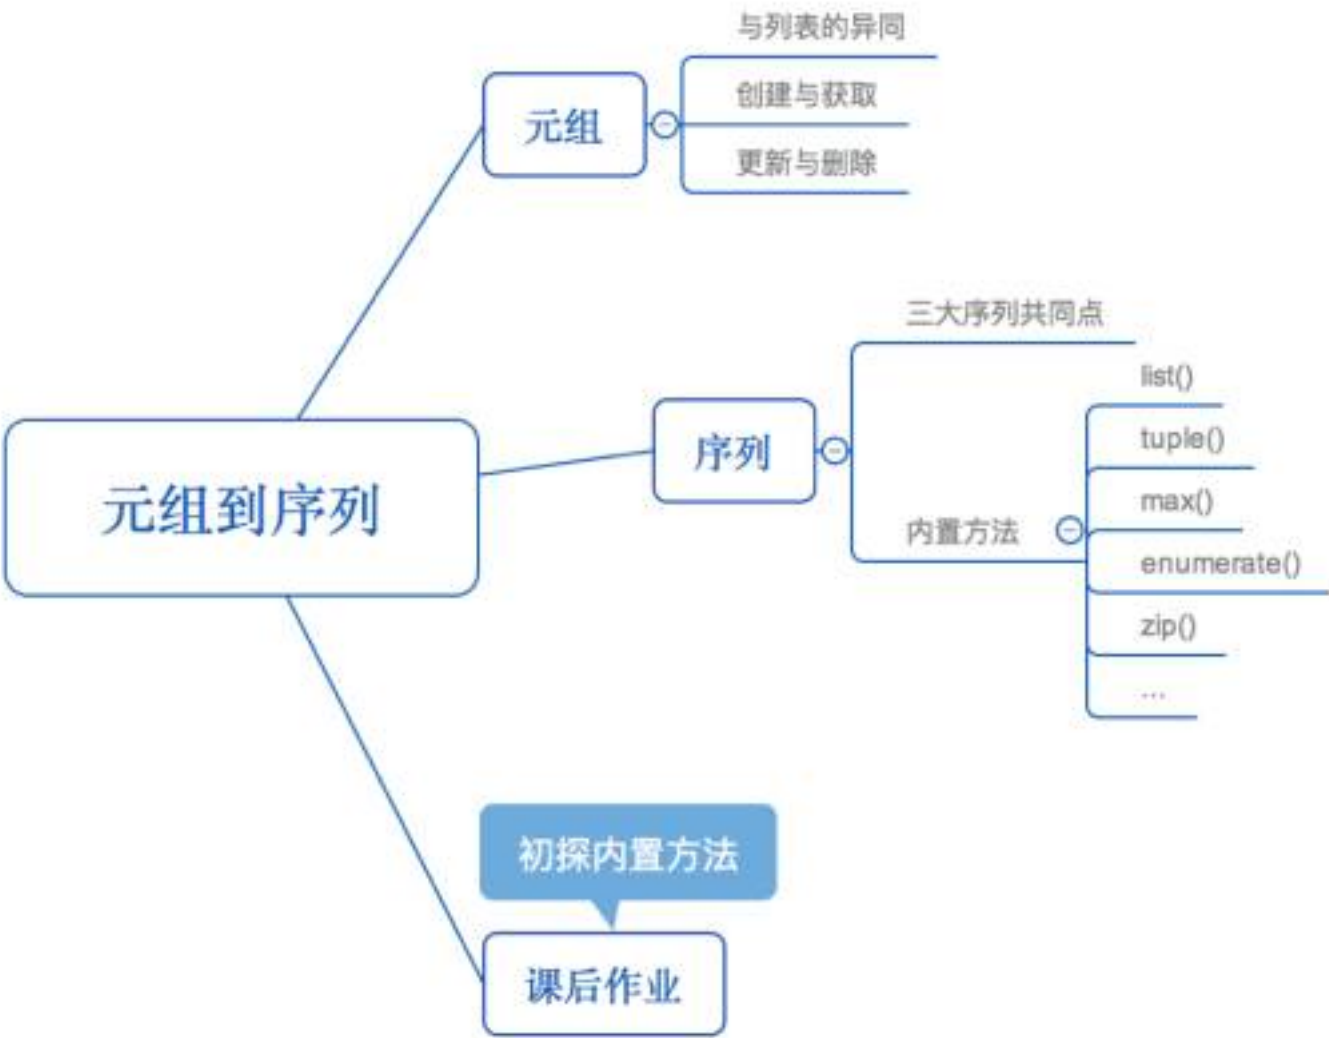 与列表的异同
创建与获取
更新与删除
元组
三大序列共同点
list()
tuple()
max()
enumerate()
zip()
...
内置方法
序列
元组到序列
初探内置方法
课后作业